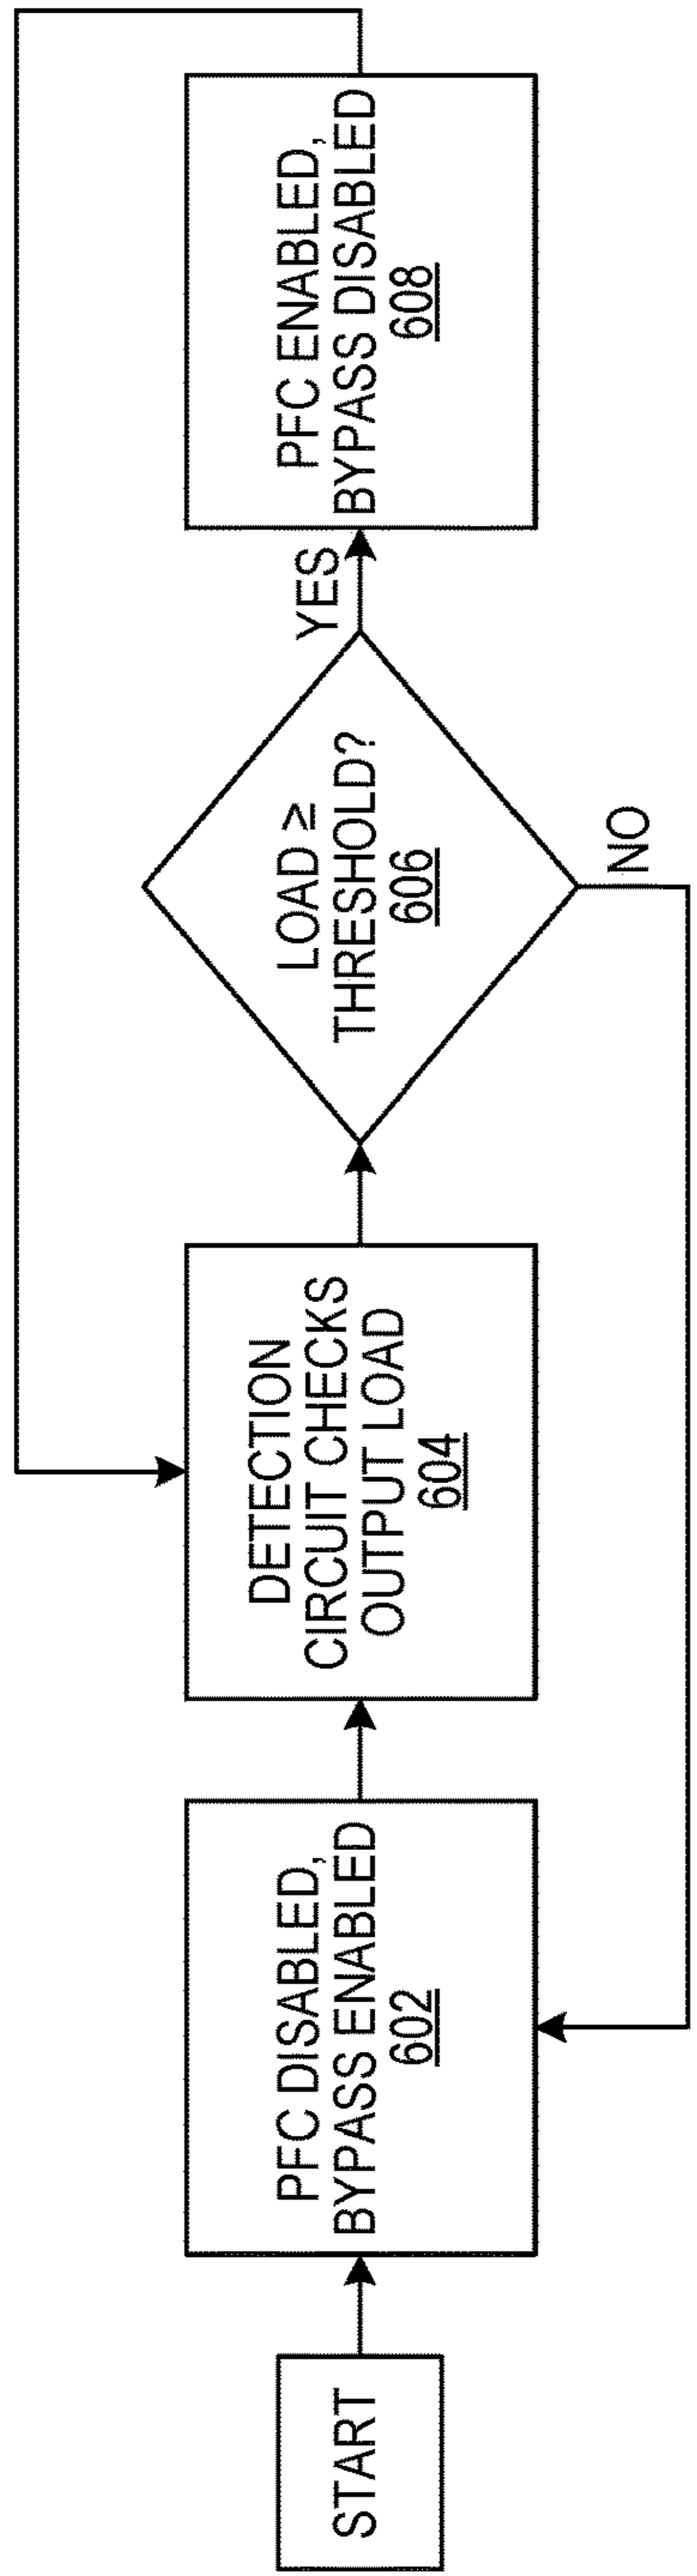 START
PFC DISABLED,
BYPASS ENABLED
602
DETECTION
CIRCUIT CHECKS
OUTPUT LOAD
604
LOAD ≥
THRESHOLD?
606
YES
NO
PFC ENABLED,
BYPASS DISABLED
608